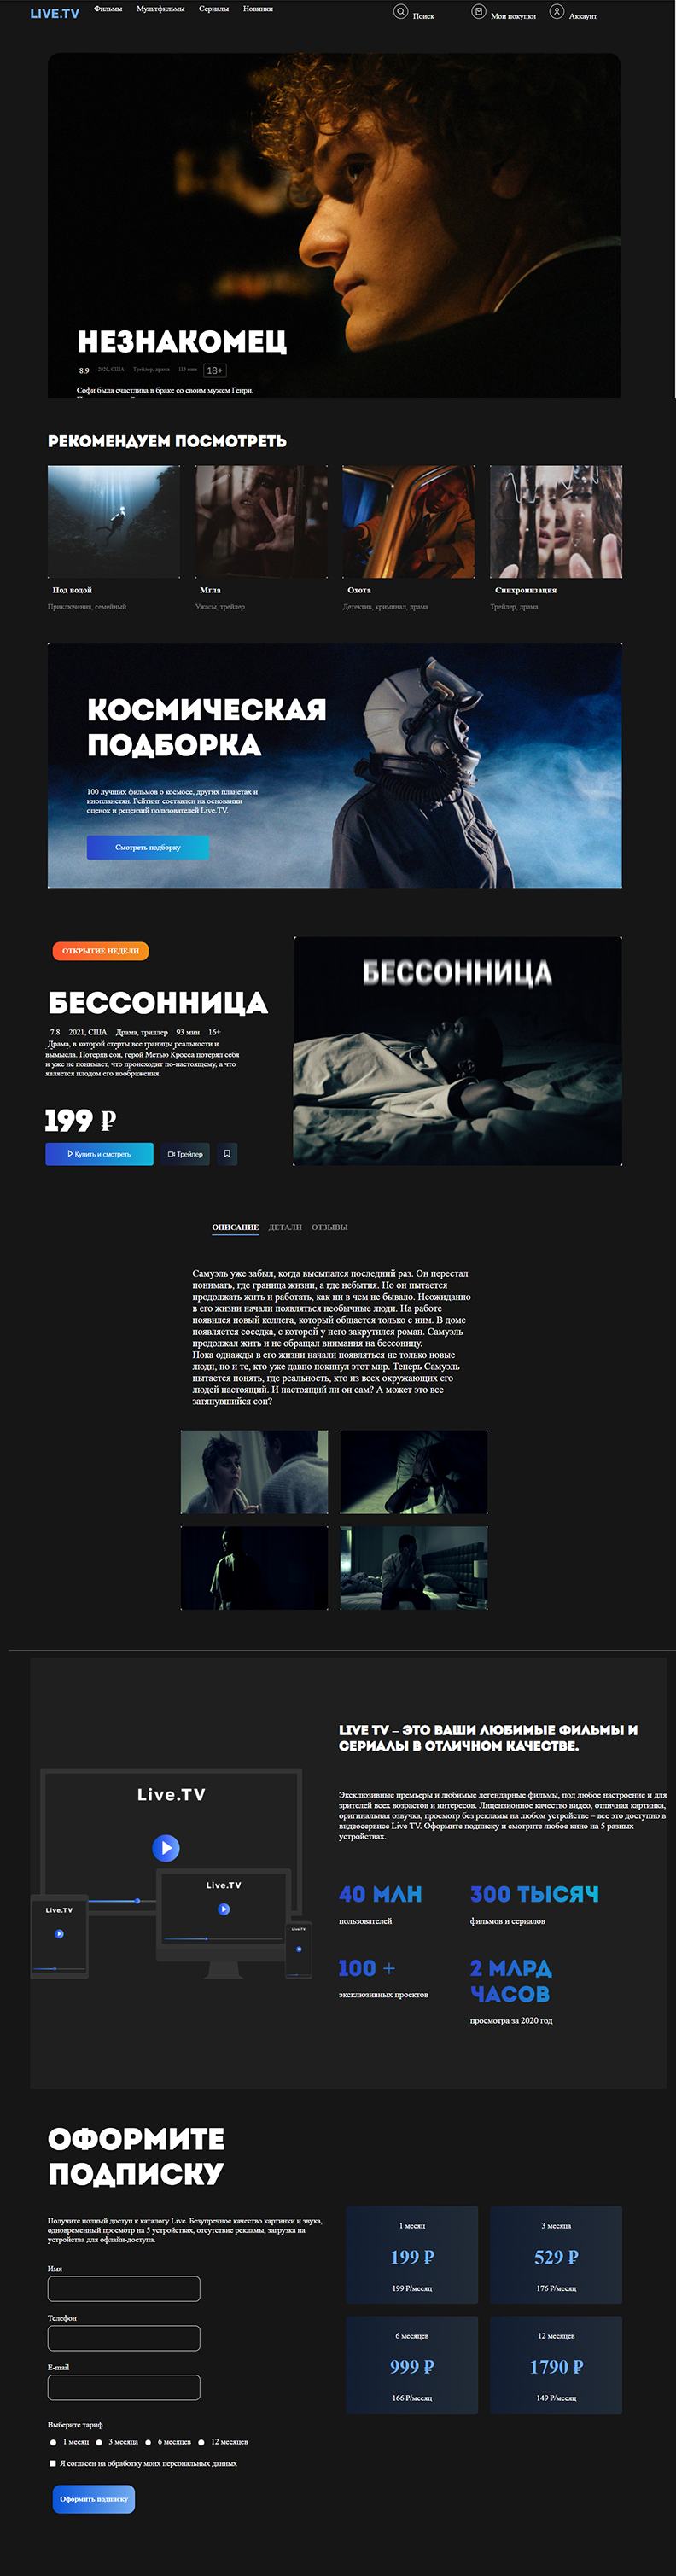 LIVE.TV Фильмы Мультфильмы Сериалы Новинки Поиск Мои покупки Аккаунт
НЕЗНАКОМЕЦ
8.9 2020, США Трейлер, драма 113 мин 18+
Софи была счастлива в браке со своим мужем Генри.
РЕКОМЕНДУЕМ ПОСМОТРЕТЬ
Под водой
Приключения, семейный
Мгла
Ужасы, трейлер
Охота
Детектив, криминал, драма
Синхронизация
Трейлер, драма
КОСМИЧЕСКАЯ
ПОДБОРКА
100 лучших фильмов о космосе, других планетах и
инопланетян. Рейтинг составлен на основании
оценок и рецензий пользователей Live.TV.
Смотреть подборку
ОТКРЫТИЕ НЕДЕЛИ
БЕССОННИЦА
7.8 2021, США Драма, триллер 93 мин 16+
Драма, в которой стерты все границы реальности и
вымысла. Потеряв сон, герой Метью Кросса потерял себя
и уже не понимает, что происходит по-настоящему, а что
является плодом его воображения.
199 ₽
Купить и смотреть Трейлер
БЕССОННИЦА
ОПИСАНИЕ ДЕТАЛИ ОТЗЫВЫ
Самуэль уже забыл, когда высыпался последний раз. Он перестал
понимать, где граница жизни, а где небытия. Но он пытается
продолжать жить и работать, как ни в чем не бывало. Неожиданно
в его жизни начали появляться необычные люди. На работе
появился новый коллега, который общается только с ним. В доме
появляется соседка, с которой у него закрутился роман. Самуэль
продолжал жить и не обращал внимания на бессоницу.
Пока однажды в его жизни начали появляться не только новые
люди, но и те, кто уже давно покинул этот мир. Теперь Самуэль
пытается понять, где реальность, кто из всех окружающих его
людей настоящий. И настоящий ли он сам? А может это все
затянувшийся сон?
Live.TV
Live.TV
Live.TV
Live.TV
LIVE TV – ЭТО ВАШИ ЛЮБИМЫЕ ФИЛЬМЫ И
СЕРИАЛЫ В ОТЛИЧНОМ КАЧЕСТВЕ.
Эксклюзивные премьеры и любимые легендарные фильмы, под любое настроение и для
зрителей всех возрастов и интересов. Лицензионное качество видео, отличная картинка,
оригинальная озвучка, просмотр без рекламы на любом устройстве – все это доступно в
видеосервисе Live TV. Оформите подписку и смотрите любое кино на 5 разных
устройствах.
40 МЛН
пользователей
300 ТЫСЯЧ
фильмов и сериалов
100 +
эксклюзивных проектов
2 МЛРД
ЧАСОВ
просмотра за 2020 год
ОФОРМИТЕ
ПОДПИСКУ
Получите полный доступ к каталогу Live. Безупречное качество картинки и звука,
одновременный просмотр на 5 устройствах, отсутствие рекламы, загрузка на
устройства для офлайн-доступа.
Имя
Телефон
E-mail
Выберите тариф
1 месяц 3 месяца 6 месяцев 12 месяцев
Я согласен на обработку моих персональных данных
Оформить подписку
1 месяц
199 ₽
199 ₽/месяц
3 месяца
529 ₽
176 ₽/месяц
6 месяцев
999 ₽
166 ₽/месяц
12 месяцев
1790 ₽
149 ₽/месяц